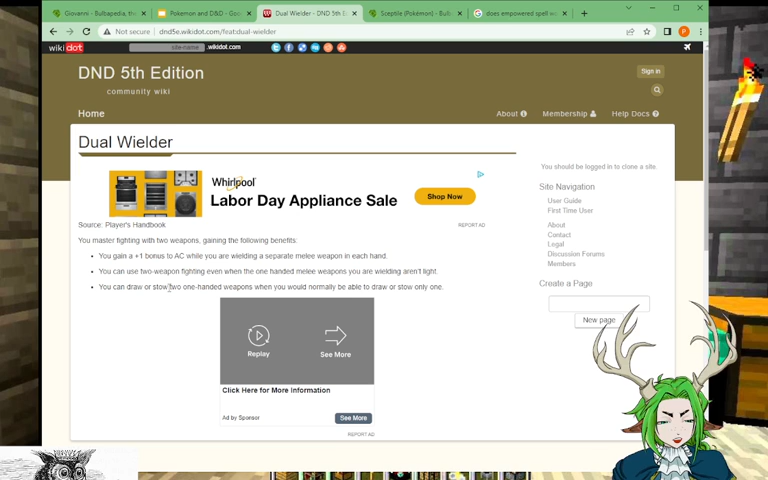 Giovanni - Bulbapedia, the
Pokemon and D&D - Goo
Dual Wielder - DND 5th E
Sceptile (Pokémon) - Bulb
does empowered spell wo
Not secure
dnd5e.wikidot.com/feat:dual-wielder
wikidot
site-name
.wikidot.com
DND 5th Edition
Sign in
community wiki
Home
About
Membership
Help Docs
Dual Wielder
Whirlpool
Labor Day Appliance Sale
Shop Now
Source: Player's Handbook
REPORT AD
You master fighting with two weapons, gaining the following benefits:
You gain a +1 bonus to AC while you are wielding a separate melee weapon in each hand.
You can use two-weapon fighting even when the one handed melee weapons you are wielding aren't light.
You can draw or stow two one-handed weapons when you would normally be able to draw or stow only one.
Replay
See More
Click Here for More Information
Ad by Sponsor
See More
REPORT AD
You should be logged in to clone a site.
Site Navigation
User Guide
First Time User
About
Contact
Legal
Discussion Forums
Members
Create a Page
New page